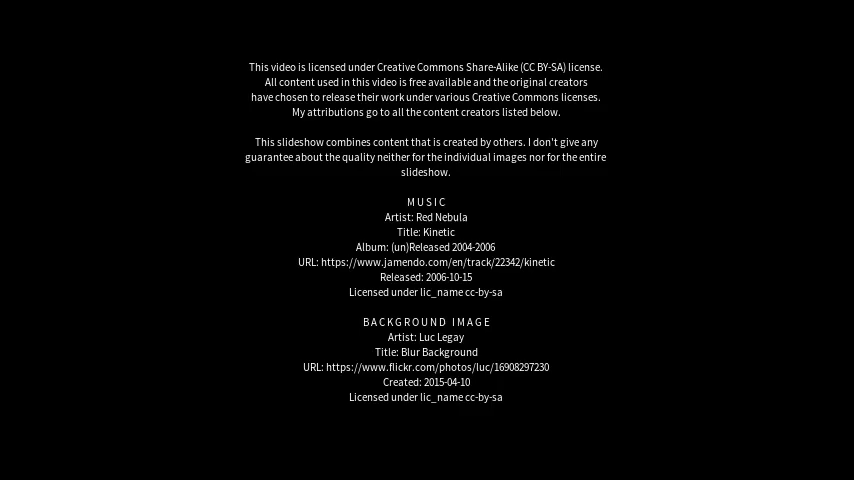 This video is licensed under Creative Commons Share-Alike (CC BY-SA) license.
All content used in this video is free available and the original creators
have chosen to release their work under various Creative Commons licenses.
My attributions go to all the content creators listed below.
This slideshow combines content that is created by others. I don't give any
guarantee about the quality neither for the individual images nor for the entire
slideshow.
MUSIC
Artist: Red Nebula
Title: Kinetic
Album: (un)Released 2004-2006
URL: https://www.jamendo.com/en/track/22342/kinetic
Released: 2006-10-15
Licensed under lic_name cc-by-sa
BACKGROUND IMAGE
Artist: Luc Legay
Title: Blur Background
URL: https://www.flickr.com/photos/luc/16908297230
Created: 2015-04-10
Licensed under lic_name cc-by-sa